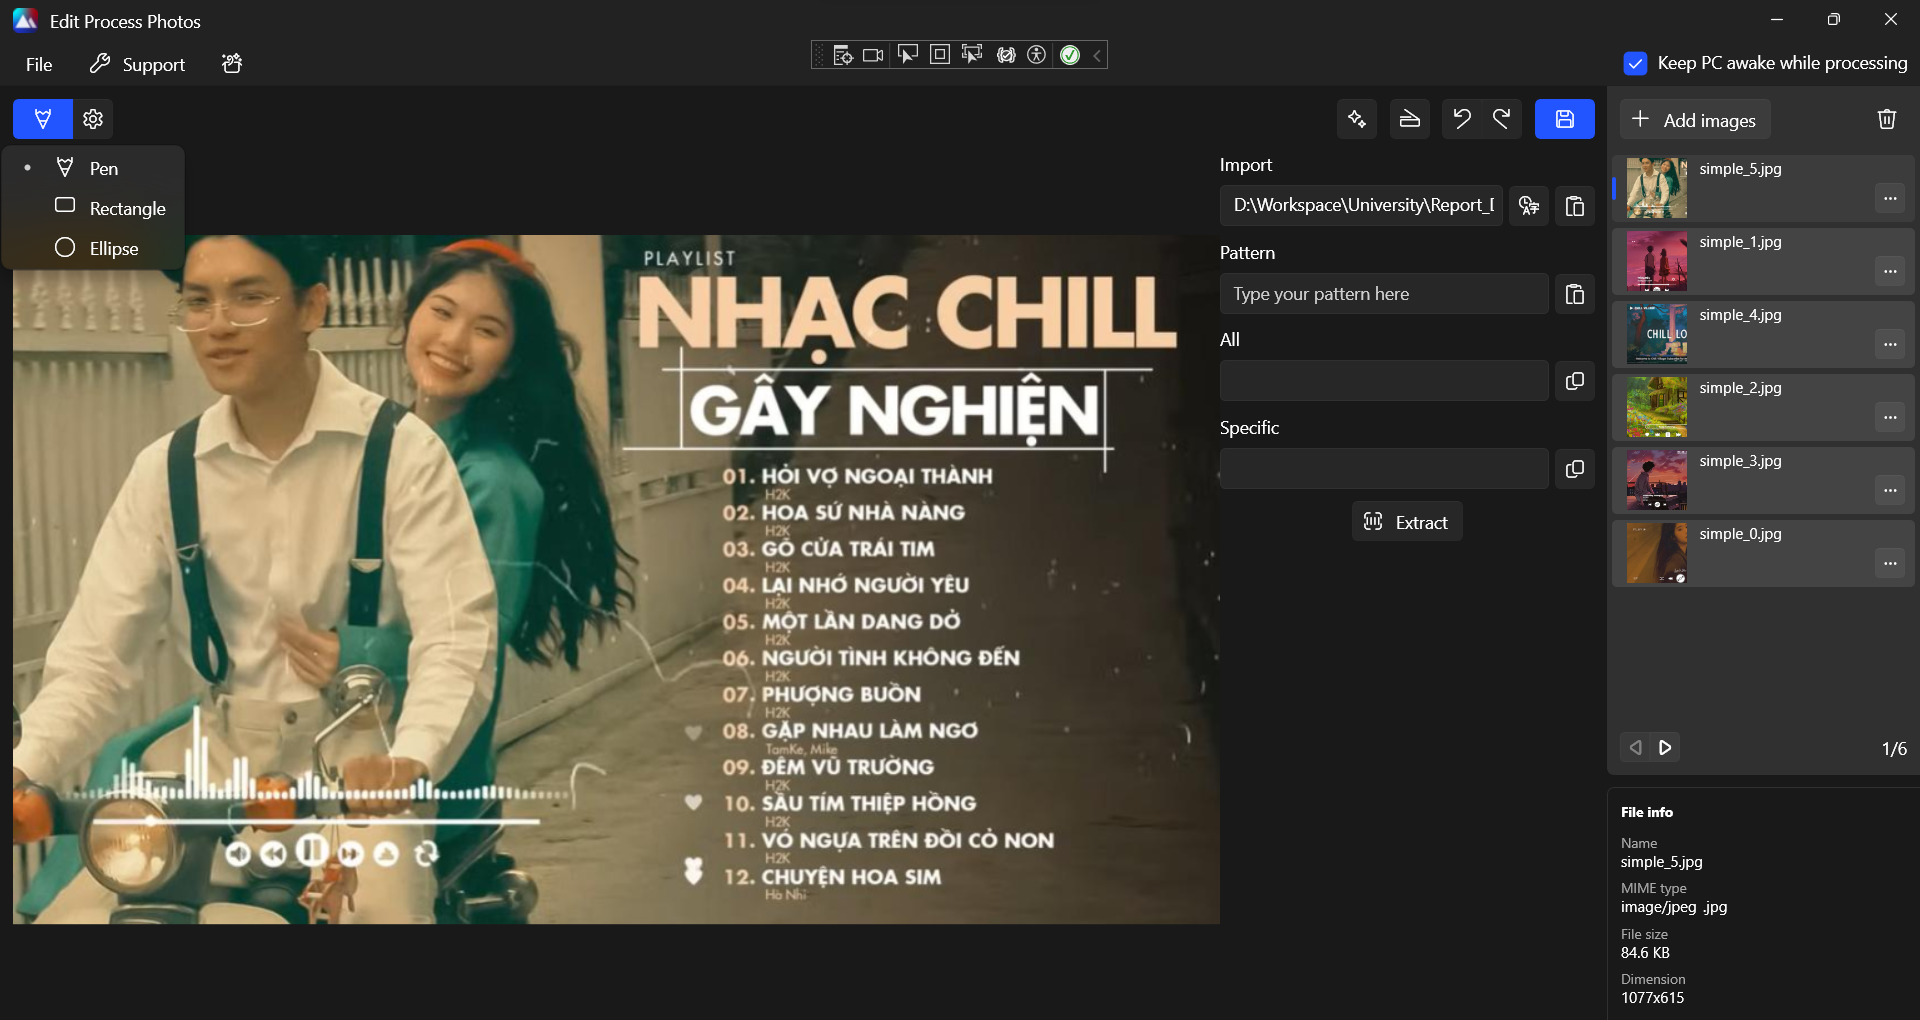 Edit Process Photos
File
Support
Keep PC awake while processing
Pen
Rectangle
Ellipse
PLAYLIST
NHẠC CHILL
GÂY NGHIỆN
01. HỎI VỢ NGOẠI THÀNH
H2K
02. HOA SỨ NHÀ NÀNG
H2K
03. GÕ CỬA TRÁI TIM
H2K
04. LẠI NHỚ NGƯỜI YÊU
H2K
05. MỘT LẦN DANG DỞ
H2K
06. NGƯỜI TÌNH KHÔNG ĐẾN
H2K
07. PHƯỢNG BUỒN
H2K
08. GẶP NHAU LÀM NGƠ
TamKe, Mike
09. ĐÊM VŨ TRƯỜNG
H2K
10. SẦU TÍM THIỆP HỒNG
H2K
11. VÓ NGỰA TRÊN ĐỒI CỎ NON
H2K
12. CHUYỆN HOA SIM
Hà Nhi
Import
D:\Workspace\University\Report_
Pattern
Type your pattern here
All
Specific
Extract
Add images
simple_5.jpg
simple_1.jpg
simple_4.jpg
CHILL LO
simple_2.jpg
simple_3.jpg
simple_0.jpg
1/6
File info
Name
simple_5.jpg
MIME type
image/jpeg .jpg
File size
84.6 KB
Dimension
1077x615